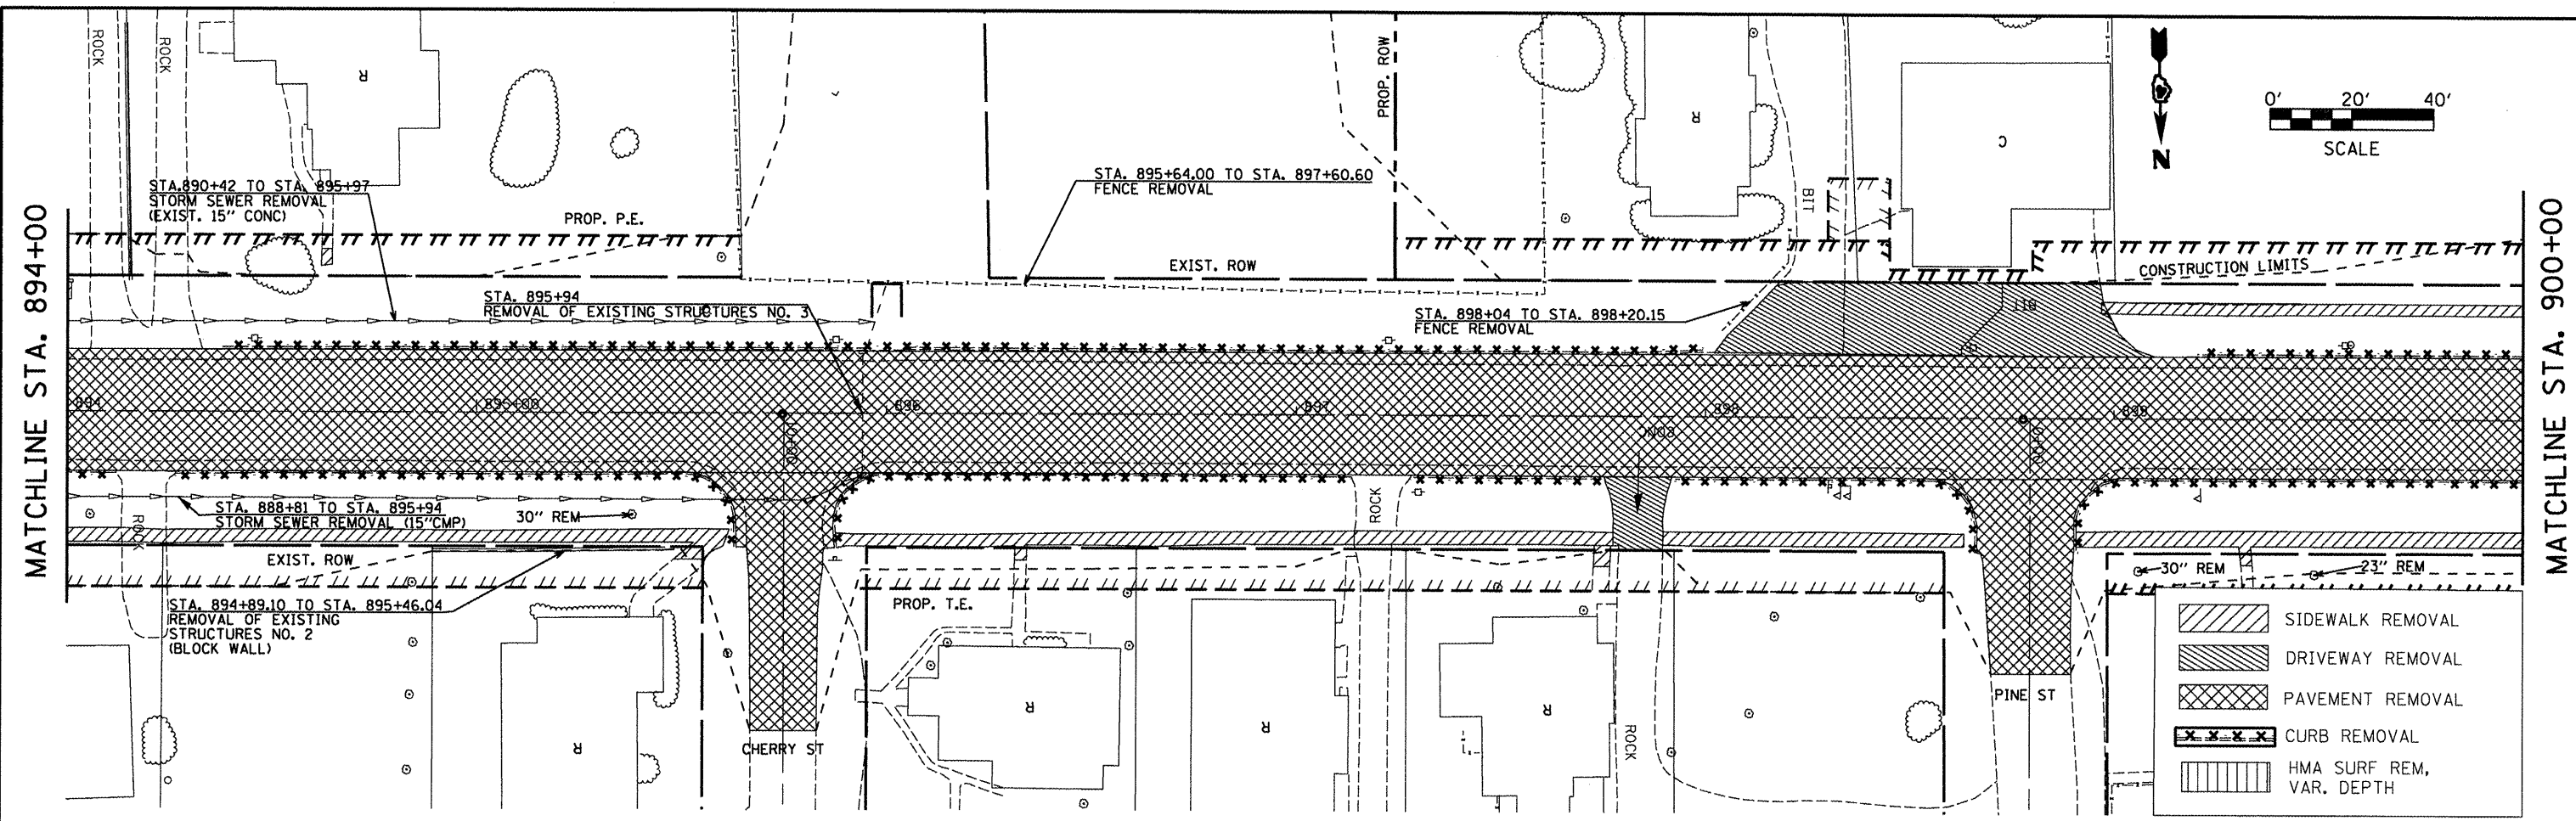 MATCHLINE STA. 894+00
ROCK
ROCK
R
STA.890+42 TO STA. 895+97
STORM SEWER REMOVAL
(EXIST. 15" CONC)
PROP. P.E.
STA. 895+94
REMOVAL OF EXISTING STRUCTURES NO. 3
STA. 895+64.00 TO STA. 897+60.60
FENCE REMOVAL
EXIST. ROW
PROP. ROW
R
BIT
C
STA. 898+04 TO STA. 898+20.15
FENCE REMOVAL
BIT
CONSTRUCTION LIMITS
N
0' 20' 40'
SCALE
MATCHLINE STA. 900+00
894
895+00
896
897
898
899
10+00
CON
STA. 888+81 TO STA. 895+94
STORM SEWER REMOVAL (15"CMP)
30" REM
ROCK
EXIST. ROW
STA. 894+89.10 TO STA. 895+46.04
REMOVAL OF EXISTING
STRUCTURES NO. 2
(BLOCK WALL)
R
CHERRY ST
PROP. T.E.
R
R
ROCK
R
ROCK
PINE ST
30" REM
23" REM
SIDEWALK REMOVAL
DRIVEWAY REMOVAL
PAVEMENT REMOVAL
CURB REMOVAL
HMA SURF REM,
VAR. DEPTH